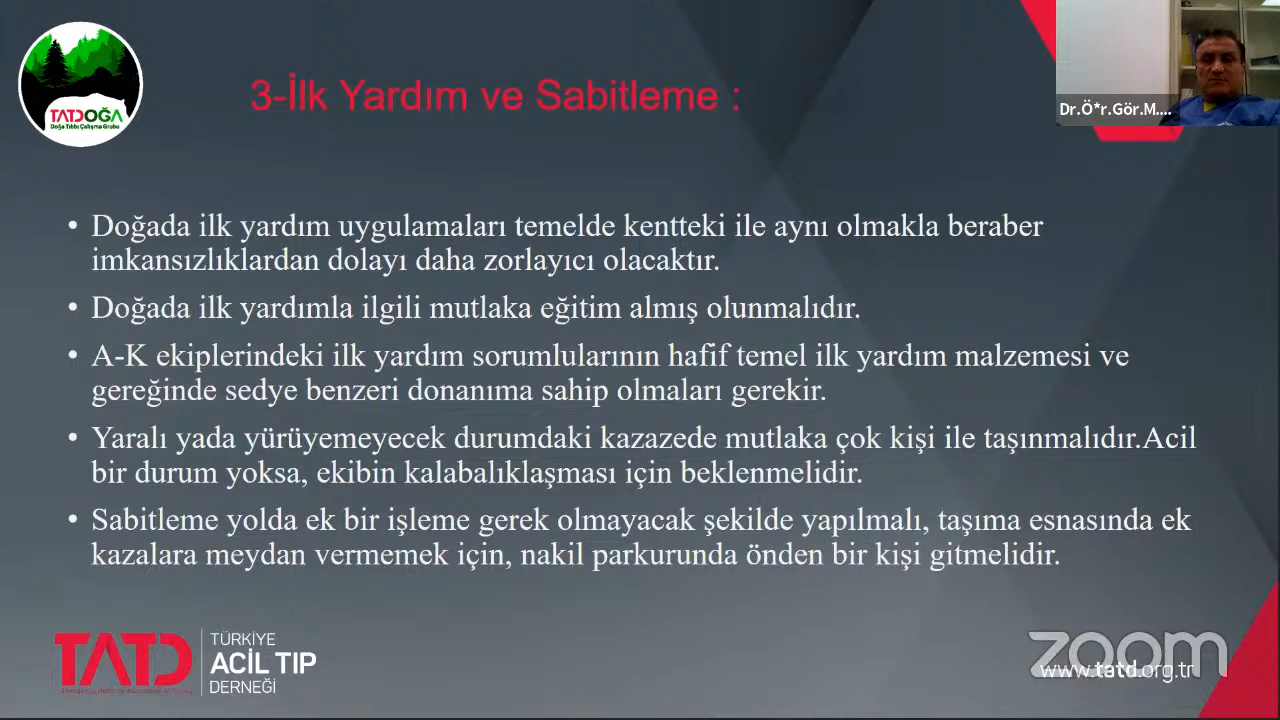 TATDOĞA
Doğa Tıbbı Çalışma Grubu
3-İlk Yardım ve Sabitleme :
Dr.Ö*r.Gör.M....
• Doğada ilk yardım uygulamaları temelde kentteki ile aynı olmakla beraber
imkansızlıklardan dolayı daha zorlayıcı olacaktır.
• Doğada ilk yardımla ilgili mutlaka eğitim almış olunmalıdır.
• A-K ekiplerindeki ilk yardım sorumlularının hafif temel ilk yardım malzemesi ve
gereğinde sedye benzeri donanıma sahip olmaları gerekir.
• Yaralı yada yürüyemeyecek durumdaki kazazede mutlaka çok kişi ile taşınmalıdır.Acil
bir durum yoksa, ekibin kalabalıklaşması için beklenmelidir.
• Sabitleme yolda ek bir işleme gerek olmayacak şekilde yapılmalı, taşıma esnasında ek
kazalara meydan vermemek için, nakil parkurunda önden bir kişi gitmelidir.
TATD
Emergency Medicine Association of Turkey
TÜRKİYE
ACİL TIP
DERNEĞİ
zoom
www.tatd.org.tr